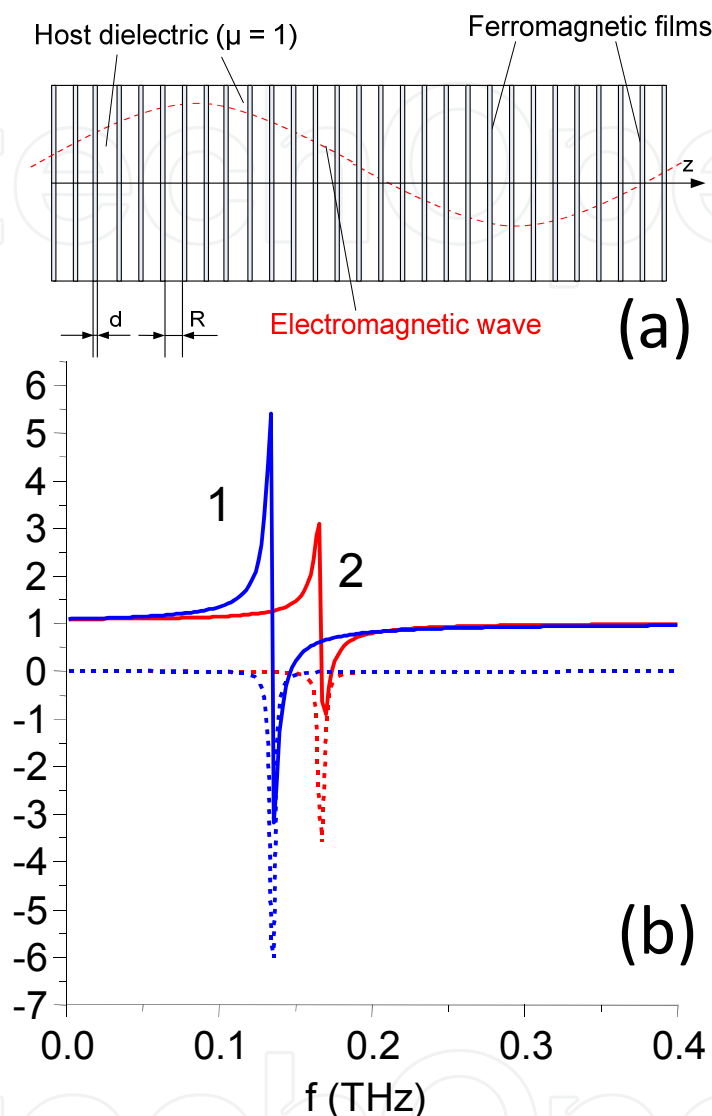 Host dielectric (μ = 1)
Ferromagnetic films
z
d
R
Electromagnetic wave
(a)
6
5
4
3
2
1
0
-1
-2
-3
-4
-5
-6
-7
1
2
(b)
0.0 0.1 0.2 0.3 0.4
f (THz)